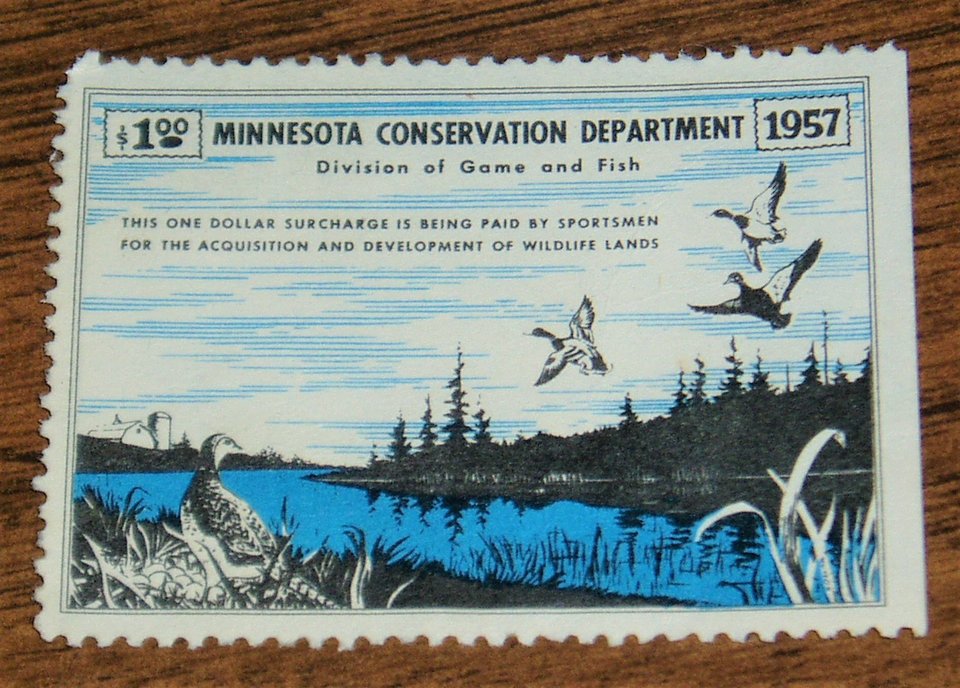 $1.00 MINNESOTA CONSERVATION DEPARTMENT 1957
Division of Game and Fish
THIS ONE DOLLAR SURCHARGE IS BEING PAID BY SPORTSMEN
FOR THE ACQUISITION AND DEVELOPMENT OF WILDLIFE LANDS